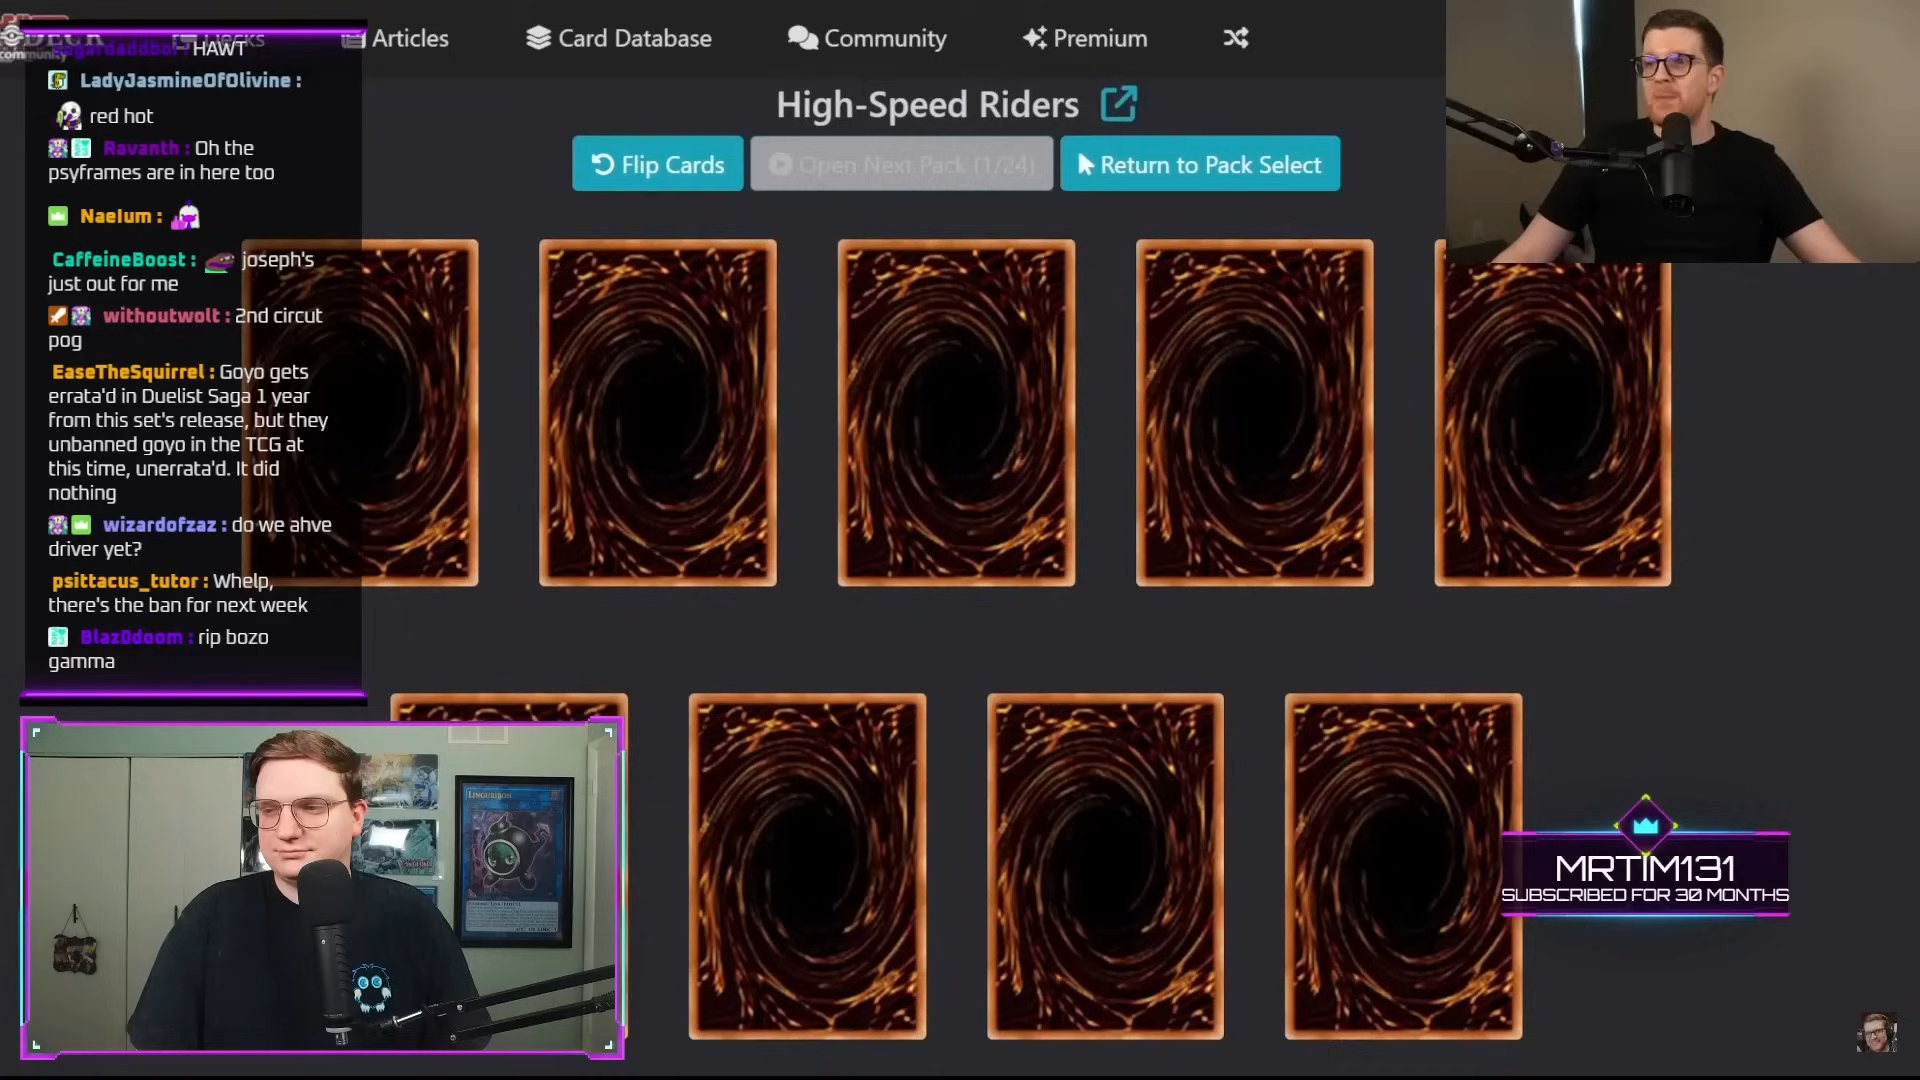 DECK
community
Articles
Card Database
Community
Premium
High-Speed Riders
Flip Cards
Open Next Pack (1/24)
Return to Pack Select
HAWT
LadyJasmineOfOlivine :
red hot
Ravanth : Oh the
psyframes are in here too
Naelum :
CaffeineBoost : joseph's
just out for me
withoutwolt : 2nd circut
pog
EaseTheSquirrel : Goyo gets
errata'd in Duelist Saga 1 year
from this set's release, but they
unbanned goyo in the TCG at
this time, unerrata'd. It did
nothing
wizardofzaz : do we ahve
driver yet?
psittacus_tutor : Whelp,
there's the ban for next week
Blaz0doom : rip bozo
gamma
LINKURIBOH
MRTIM131
SUBSCRIBED FOR 30 MONTHS